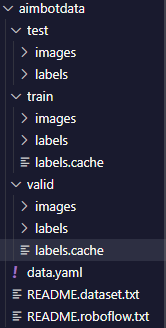 aimbotdata
test
images
labels
train
images
labels
labels.cache
valid
images
labels
labels.cache
! data.yaml
README.dataset.txt
README.roboflow.txt